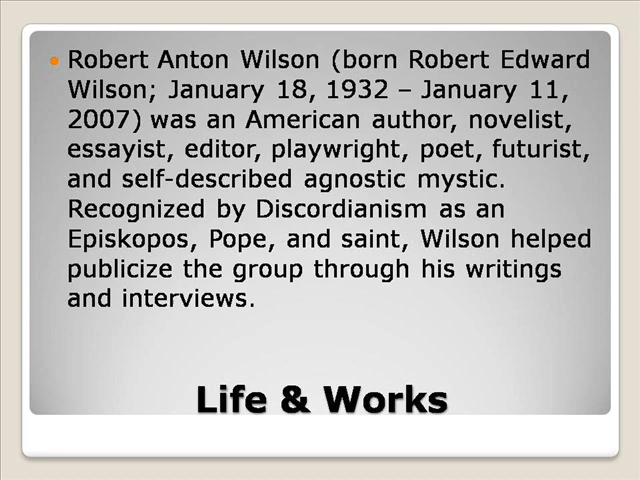 Robert Anton Wilson (born Robert Edward
Wilson; January 18, 1932 – January 11,
2007) was an American author, novelist,
essayist, editor, playwright, poet, futurist,
and self-described agnostic mystic.
Recognized by Discordianism as an
Episkopos, Pope, and saint, Wilson helped
publicize the group through his writings
and interviews.
Life & Works